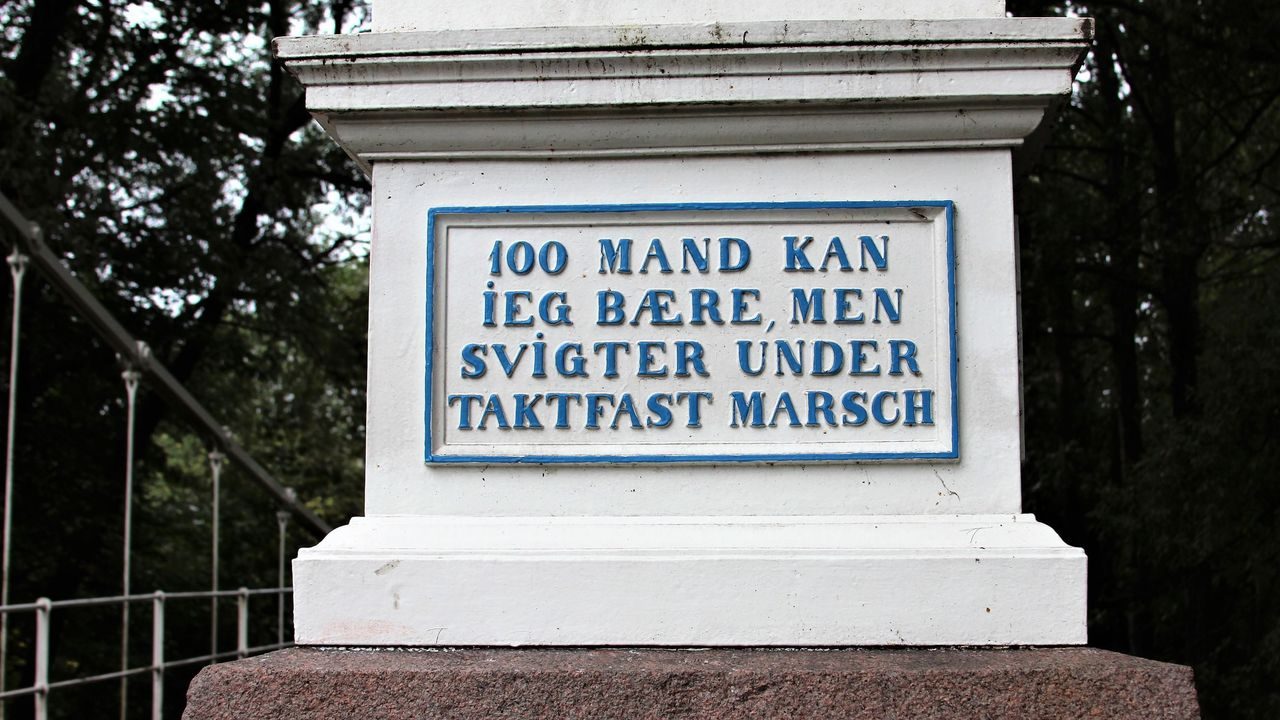 100 MAND KAN
iEG BÆRE, MEN
SViGTER UNDER
TAKTFAST MARSCH